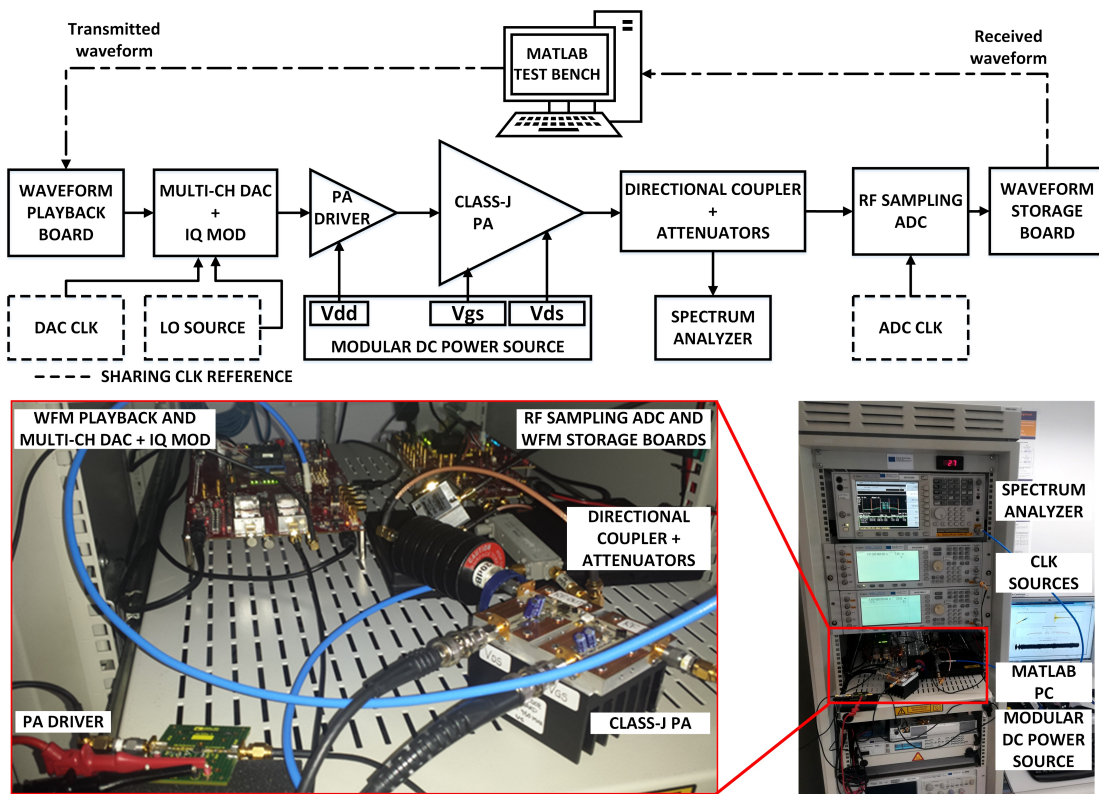 Transmitted
waveform
MATLAB
TEST BENCH
Received
waveform
WAVEFORM
PLAYBACK
BOARD
MULTI-CH DAC
+
IQ MOD
PA
DRIVER
CLASS-J
PA
DIRECTIONAL COUPLER
+
ATTENUATORS
RF SAMPLING
ADC
WAVEFORM
STORAGE
BOARD
DAC CLK
LO SOURCE
Vdd
Vgs
Vds
MODULAR DC POWER SOURCE
SPECTRUM
ANALYZER
ADC CLK
SHARING CLK REFERENCE
WFM PLAYBACK AND
MULTI-CH DAC + IQ MOD
RF SAMPLING ADC AND
WFM STORAGE BOARDS
DIRECTIONAL
COUPLER +
ATTENUATORS
CAUTION
VDS
VGS
PA DRIVER
CLASS-J PA
SPECTRUM
ANALYZER
CLK
SOURCES
MATLAB
PC
MODULAR
DC POWER
SOURCE